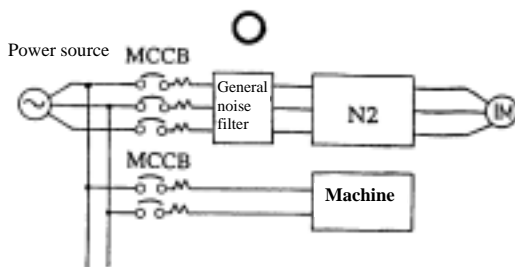 Power source
MCCB
General
noise
filter
N2
IM
MCCB
Machine